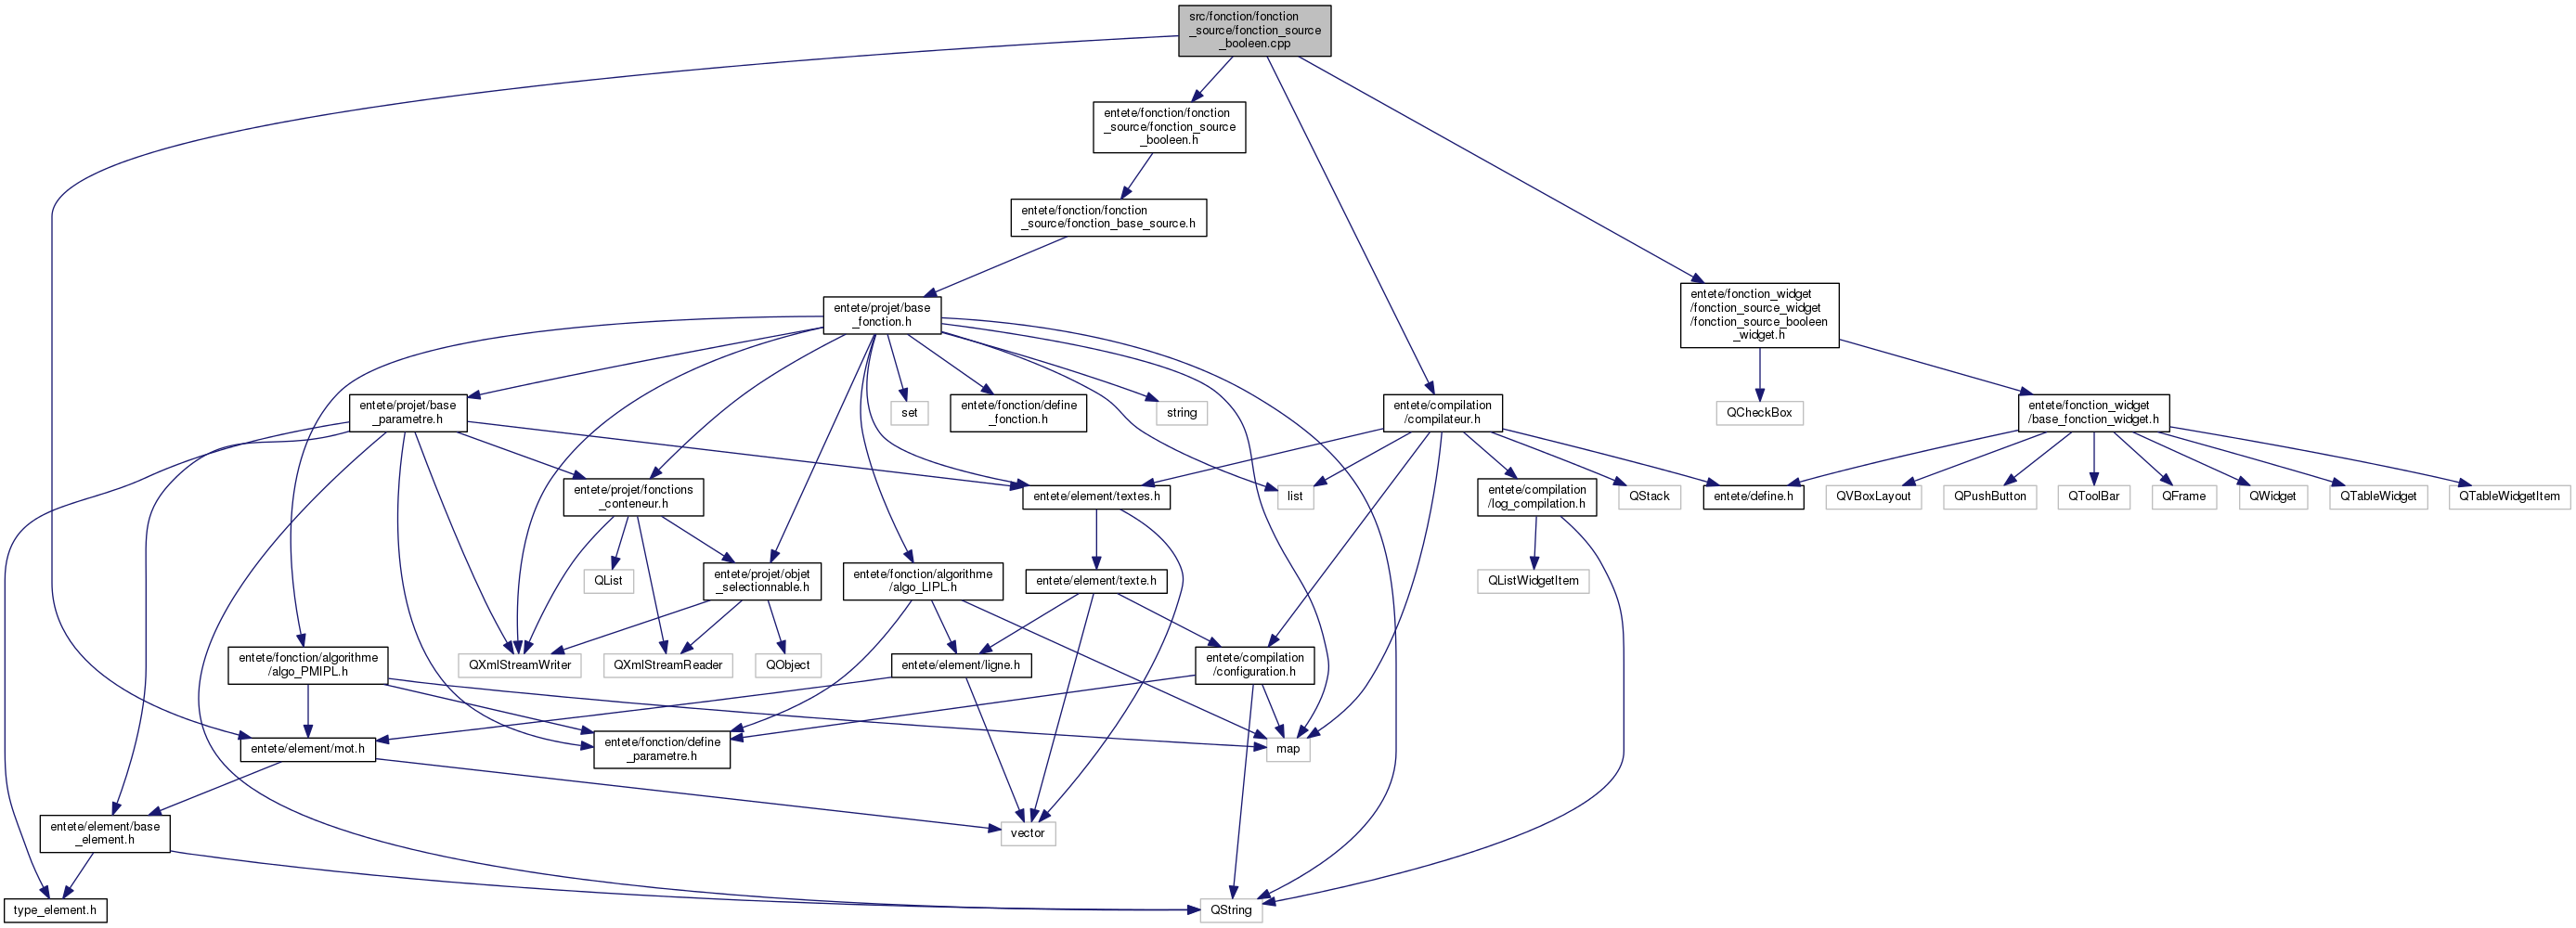 src/fonction/fonction
_source/fonction_source
_booleen.cpp
entete/fonction/fonction
_source/fonction_source
_booleen.h
entete/fonction/fonction
_source/fonction_base_source.h
entete/projet/base
_fonction.h
entete/fonction_widget
/fonction_source_widget
/fonction_source_booleen
_widget.h
entete/projet/base
_parametre.h
set
entete/fonction/define
_fonction.h
string
entete/compilation
/compilateur.h
QCheckBox
entete/fonction_widget
/base_fonction_widget.h
entete/projet/fonctions
_conteneur.h
entete/element/textes.h
list
entete/compilation
/log_compilation.h
QStack
entete/define.h
QVBoxLayout
QPushButton
QToolBar
QFrame
QWidget
QTableWidget
QTableWidgetItem
QList
entete/projet/objet
_selectionnable.h
entete/fonction/algorithme
/algo_LIPL.h
entete/element/texte.h
QListWidgetItem
entete/fonction/algorithme
/algo_PMIPL.h
QXmlStreamWriter
QXmlStreamReader
QObject
entete/element/ligne.h
entete/compilation
/configuration.h
entete/element/mot.h
entete/fonction/define
_parametre.h
map
entete/element/base
_element.h
vector
type_element.h
QString